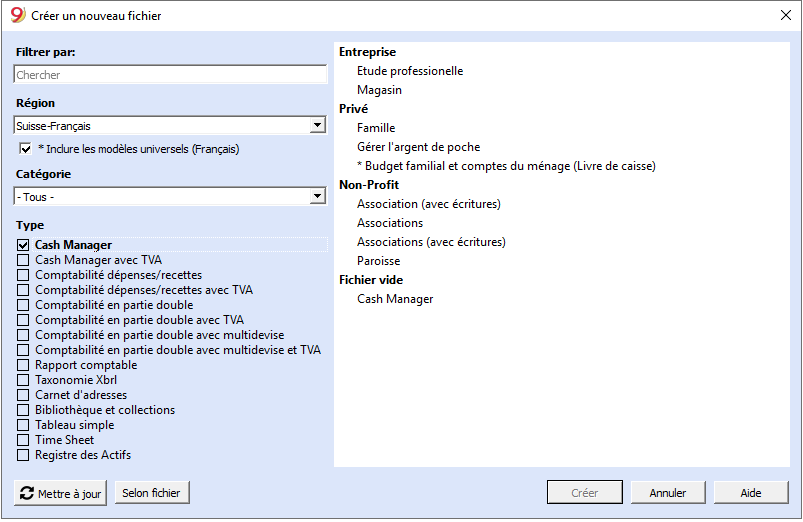 9 Créer un nouveau fichier
Filtrer par:
Chercher
Région
Suisse-Français
* Inclure les modèles universels (Français)
Catégorie
- Tous -
Type
Cash Manager
Cash Manager avec TVA
Comptabilité dépenses/recettes
Comptabilité dépenses/recettes avec TVA
Comptabilité en partie double
Comptabilité en partie double avec TVA
Comptabilité en partie double avec multidevise
Comptabilité en partie double avec multidevise et TVA
Rapport comptable
Taxonomie Xbrl
Carnet d'adresses
Bibliothèque et collections
Tableau simple
Time Sheet
Registre des Actifs
Entreprise
Etude professionelle
Magasin
Privé
Famille
Gérer l'argent de poche
* Budget familial et comptes du ménage (Livre de caisse)
Non-Profit
Association (avec écritures)
Associations
Associations (avec écritures)
Paroisse
Fichier vide
Cash Manager
Mettre à jour
Selon fichier
Créer
Annuler
Aide